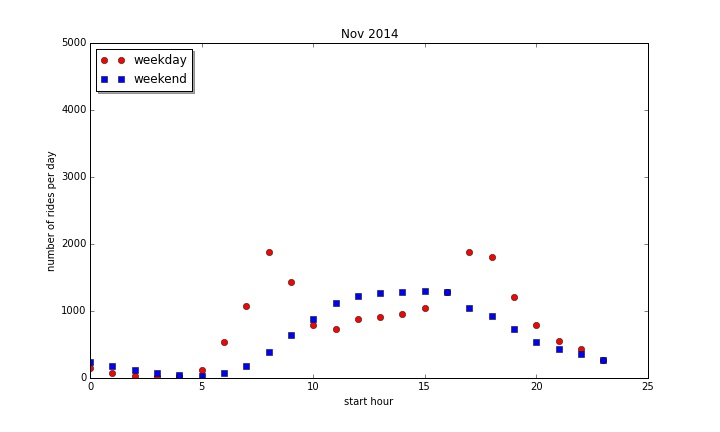 Nov 2014
5000
weekday
weekend
4000
3000
number of rides per day
2000
1000
0
0 5 10 15 20 25
start hour